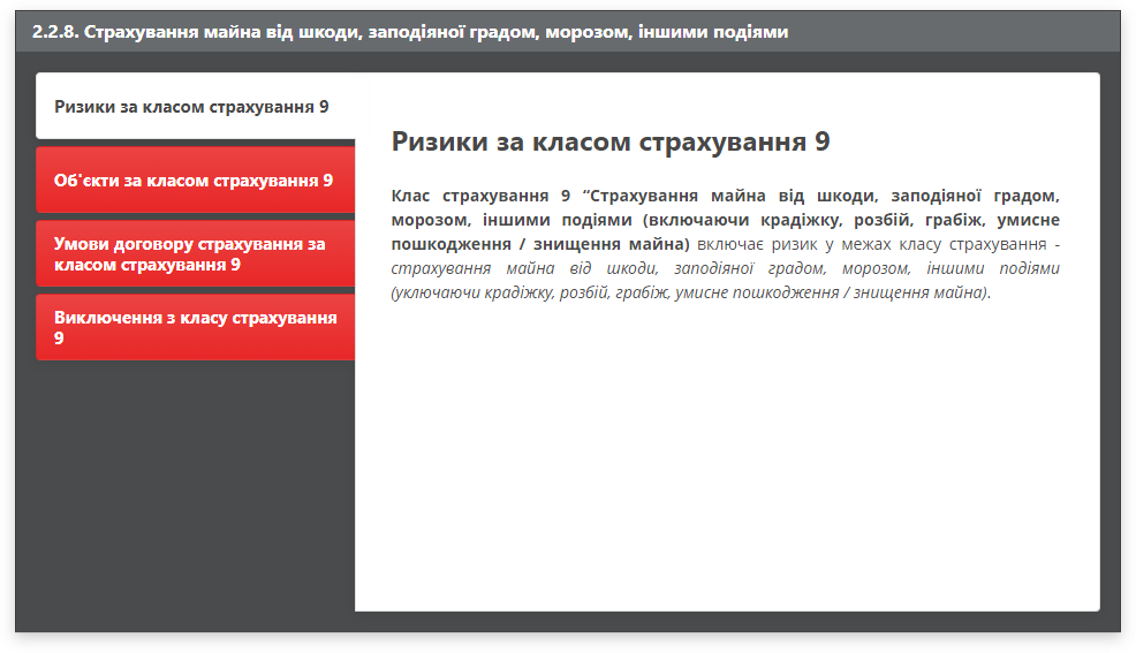 2.2.8. Страхування майна від шкоди, заподіяної градом, морозом, іншими подіями
Ризики за класом страхування 9
Об'єкти за класом страхування 9
Умови договору страхування за
класом страхування 9
Виключення з класу страхування
9
Ризики за класом страхування 9
Клас страхування 9 “Страхування майна від шкоди, заподіяної градом,
морозом, іншими подіями (включаючи крадіжку, розбій, грабіж, умисне
пошкодження / знищення майна) включає ризик у межах класу страхування -
страхування майна від шкоди, заподіяної градом, морозом, іншими подіями
(уключаючи крадіжку, розбій, грабіж, умисне пошкодження / знищення майна).